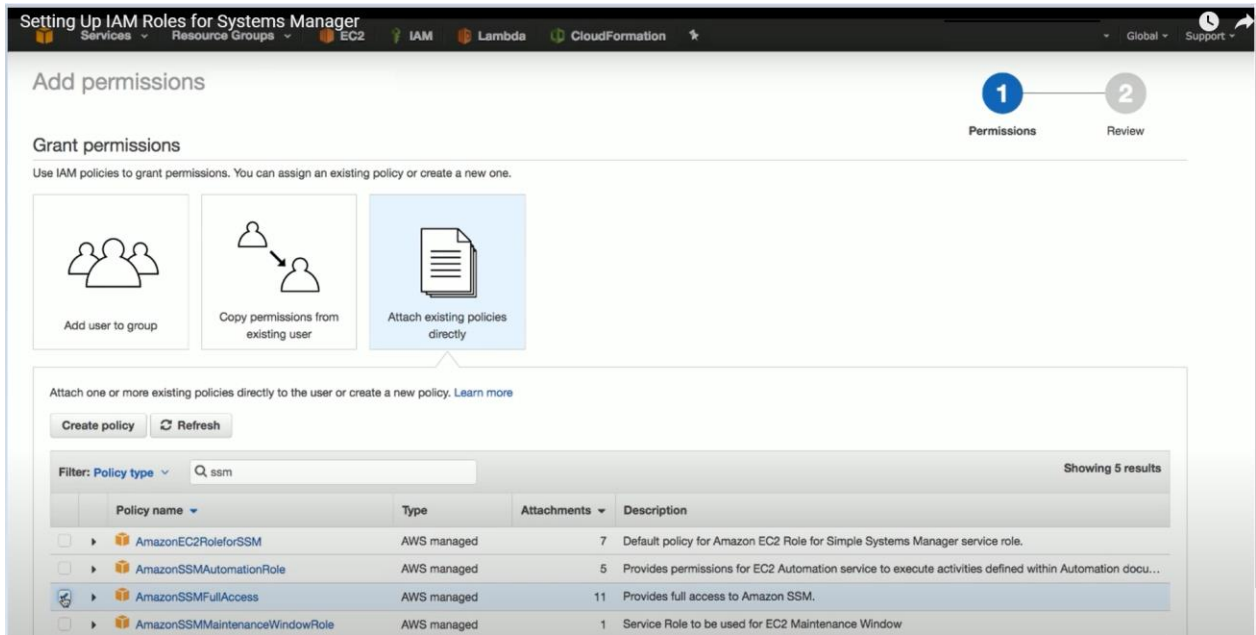 Setting Up IAM Roles for Systems Manager
Services Resource Groups EC2 IAM Lambda CloudFormation Global Support
Add permissions
1 2
Permissions Review
Grant permissions
Use IAM policies to grant permissions. You can assign an existing policy or create a new one.
Add user to group
Copy permissions from
existing user
Attach existing policies
directly
Attach one or more existing policies directly to the user or create a new policy. Learn more
Create policy Refresh
Filter: Policy type ssm Showing 5 results
Policy name Type Attachments Description
AmazonEC2RoleforSSM AWS managed 7 Default policy for Amazon EC2 Role for Simple Systems Manager service role.
AmazonSSMAutomationRole AWS managed 5 Provides permissions for EC2 Automation service to execute activities defined within Automation docu...
AmazonSSMFullAccess AWS managed 11 Provides full access to Amazon SSM.
AmazonSSMMaintenanceWindowRole AWS managed 1 Service Role to be used for EC2 Maintenance Window